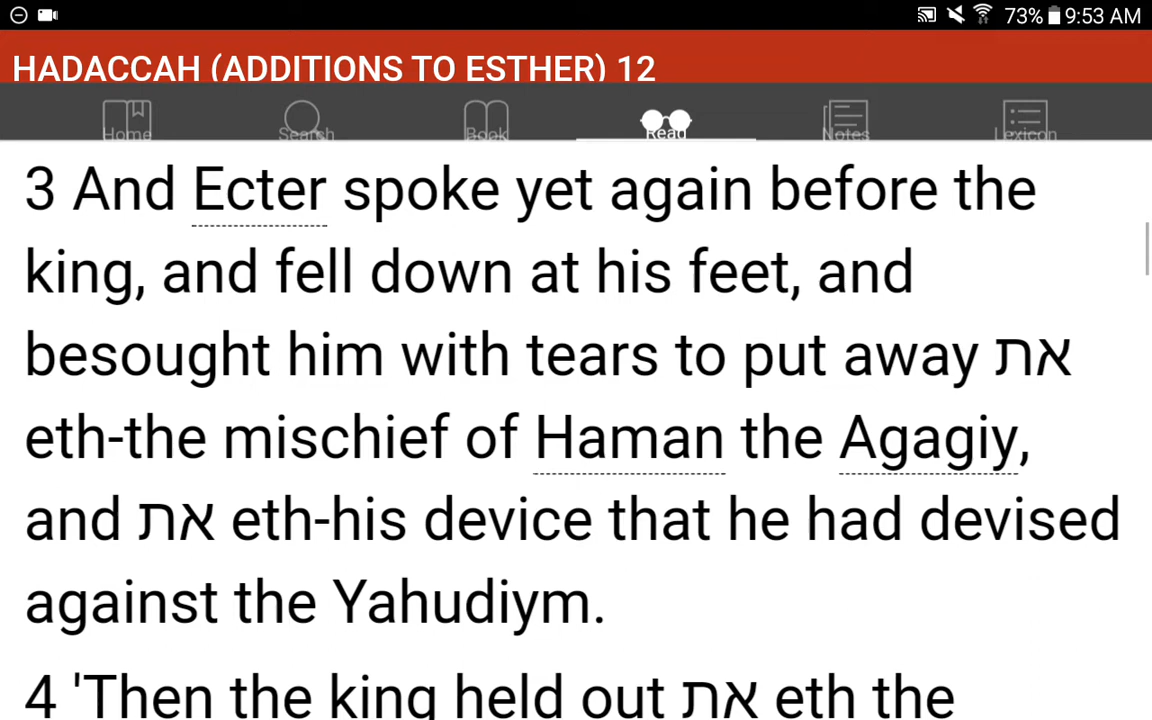 73% 9:53 AM
HADACCAH (ADDITIONS TO ESTHER) 12
Home Search Book Read Notes Lexicon
3 And Ecter spoke yet again before the
king, and fell down at his feet, and
besought him with tears to put away את
eth-the mischief of Haman the Agagiy,
and את eth-his device that he had devised
against the Yahudiym.
4 'Then the king held out את eth the